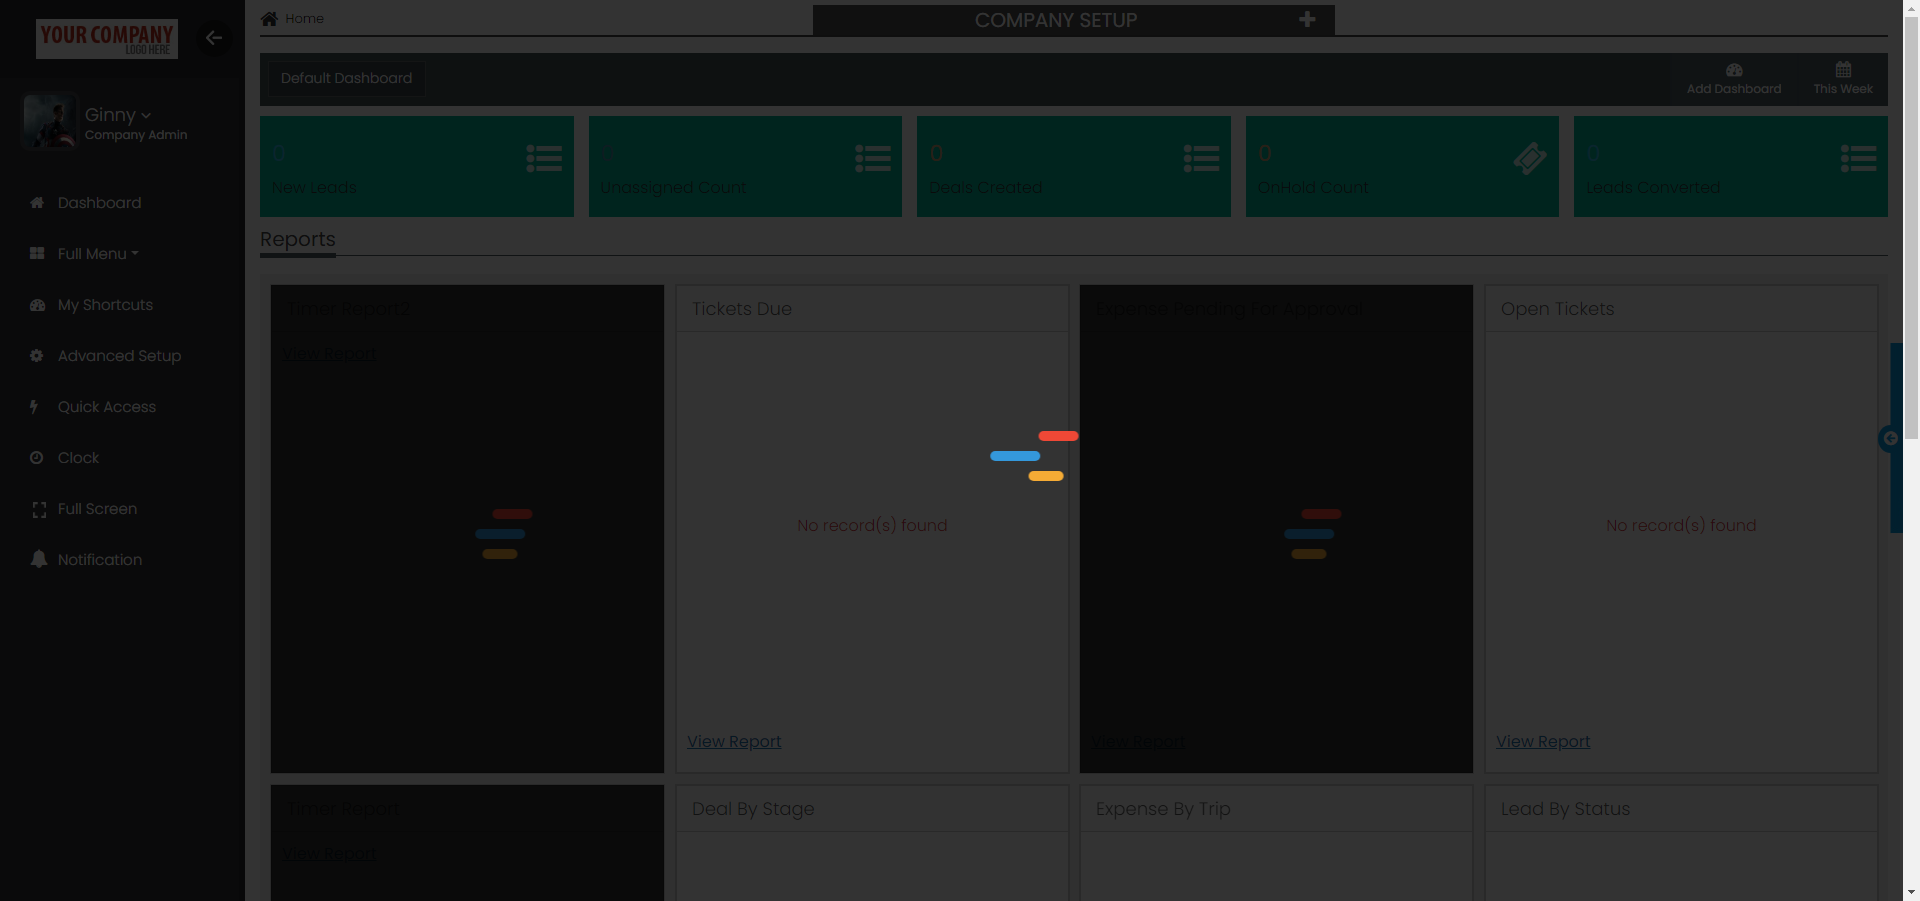 YOUR COMPANY
LOGO HERE
Home
COMPANY SETUP
Default Dashboard
Add Dashboard
This Week
Ginny
Company Admin
Dashboard
Full Menu
My Shortcuts
Advanced Setup
Quick Access
Clock
Full Screen
Notification
0
New Leads
Unassigned Count
0
Deals Created
0
OnHold Count
0
Leads Converted
Reports
Timer Report2
View Report
Tickets Due
No record(s) found
View Report
Expense Pending For Approval
View Report
Open Tickets
No record(s) found
View Report
Timer Report
View Report
Deal By Stage
Expense By Trip
Lead By Status